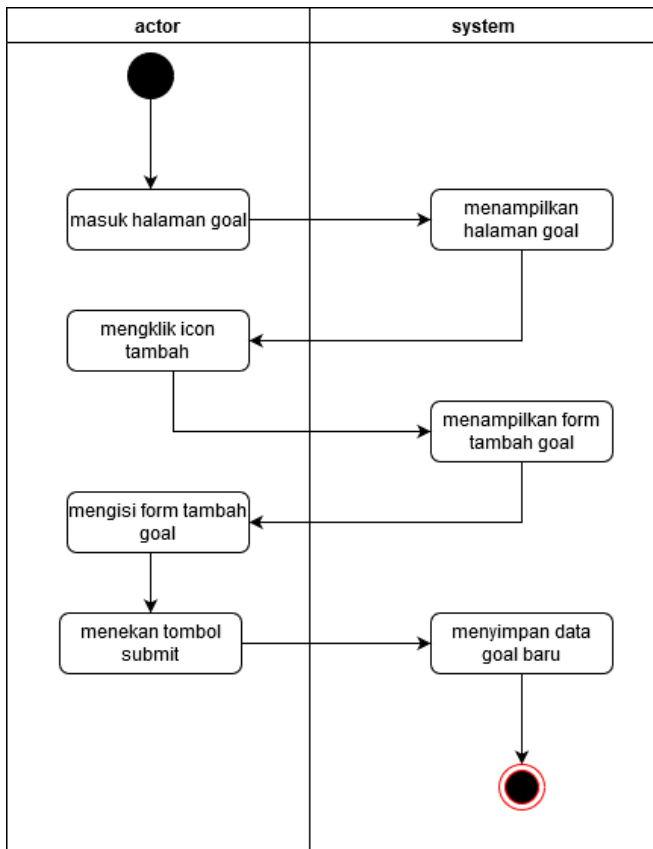 actor
system
masuk halaman goal
menampilkan
halaman goal
mengklik icon
tambah
menampilkan form
tambah goal
mengisi form tambah
goal
menekan tombol
submit
menyimpan data
goal baru